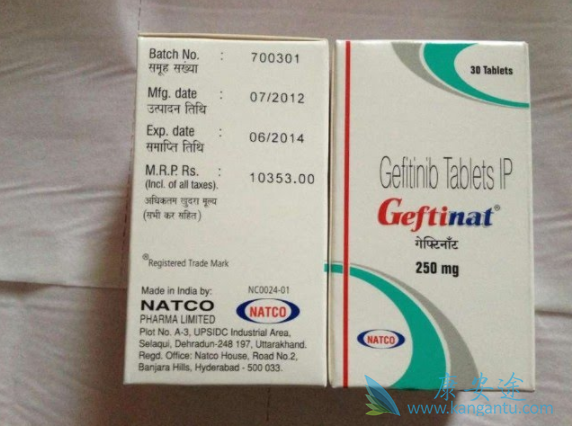 Batch No. : 700301
समूह संख्या
Mfg. date : 07/2012
उत्पादन तिथि
Exp. date : 06/2014
समाप्ति तिथि
M.R.P. Rs. : 10353.00
(Incl. of all taxes).
अधिकतम खुदरा मूल्य
(सभी कर सहित)
®Registered Trade Mark
Made in India by: NC0024-01
NATCO
PHARMA LIMITED
NATCO
Plot No. A-3, UPSIDC Industrial Area,
Selaqui, Dehradun-248 197, Uttarakhand.
Regd. Office: Natco House, Road No.2,
Banjara Hills, Hyderabad - 500 033.
30 Tablets
Gefitinib Tablets IP
Geftinat®
गेफ्टिनॉट
250 mg
NATCO
康安途
www.kangantu.com